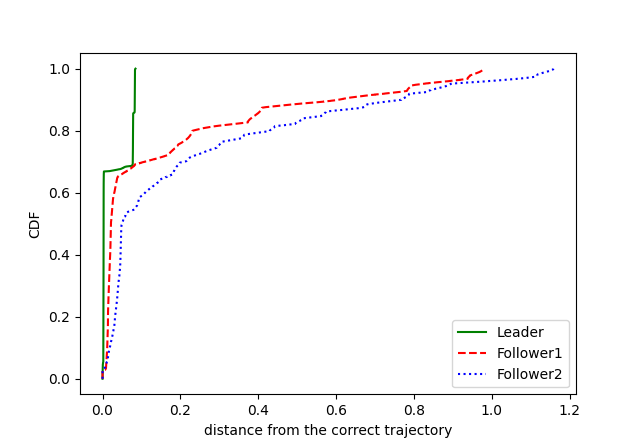 1.0
0.8
0.6
0.4
0.2
0.0
CDF
Leader
Follower1
Follower2
0.0 0.2 0.4 0.6 0.8 1.0 1.2
distance from the correct trajectory